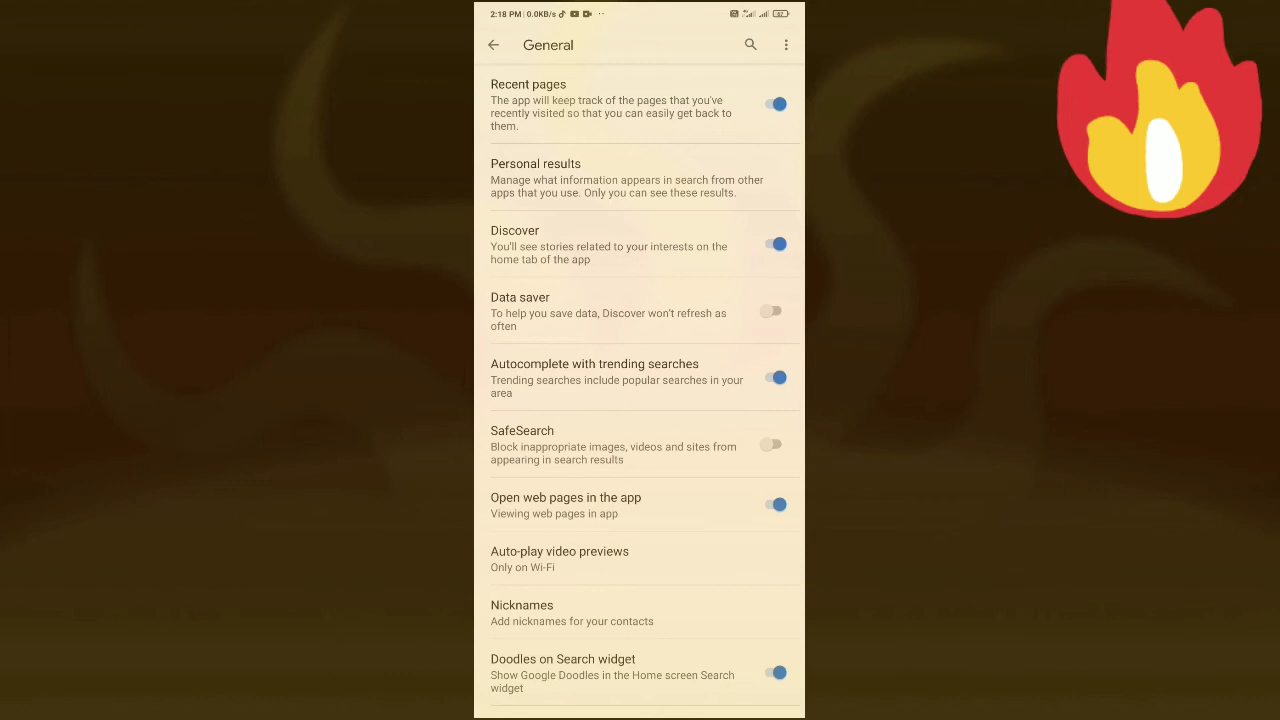 2:18 PM | 0.0KB/s
General
Recent pages
The app will keep track of the pages that you've
recently visited so that you can easily get back to
them.
Personal results
Manage what information appears in search from other
apps that you use. Only you can see these results.
Discover
You'll see stories related to your interests on the
home tab of the app
Data saver
To help you save data, Discover won't refresh as
often
Autocomplete with trending searches
Trending searches include popular searches in your
area
SafeSearch
Block inappropriate images, videos and sites from
appearing in search results
Open web pages in the app
Viewing web pages in app
Auto-play video previews
Only on Wi-Fi
Nicknames
Add nicknames for your contacts
Doodles on Search widget
Show Google Doodles in the Home screen Search
widget